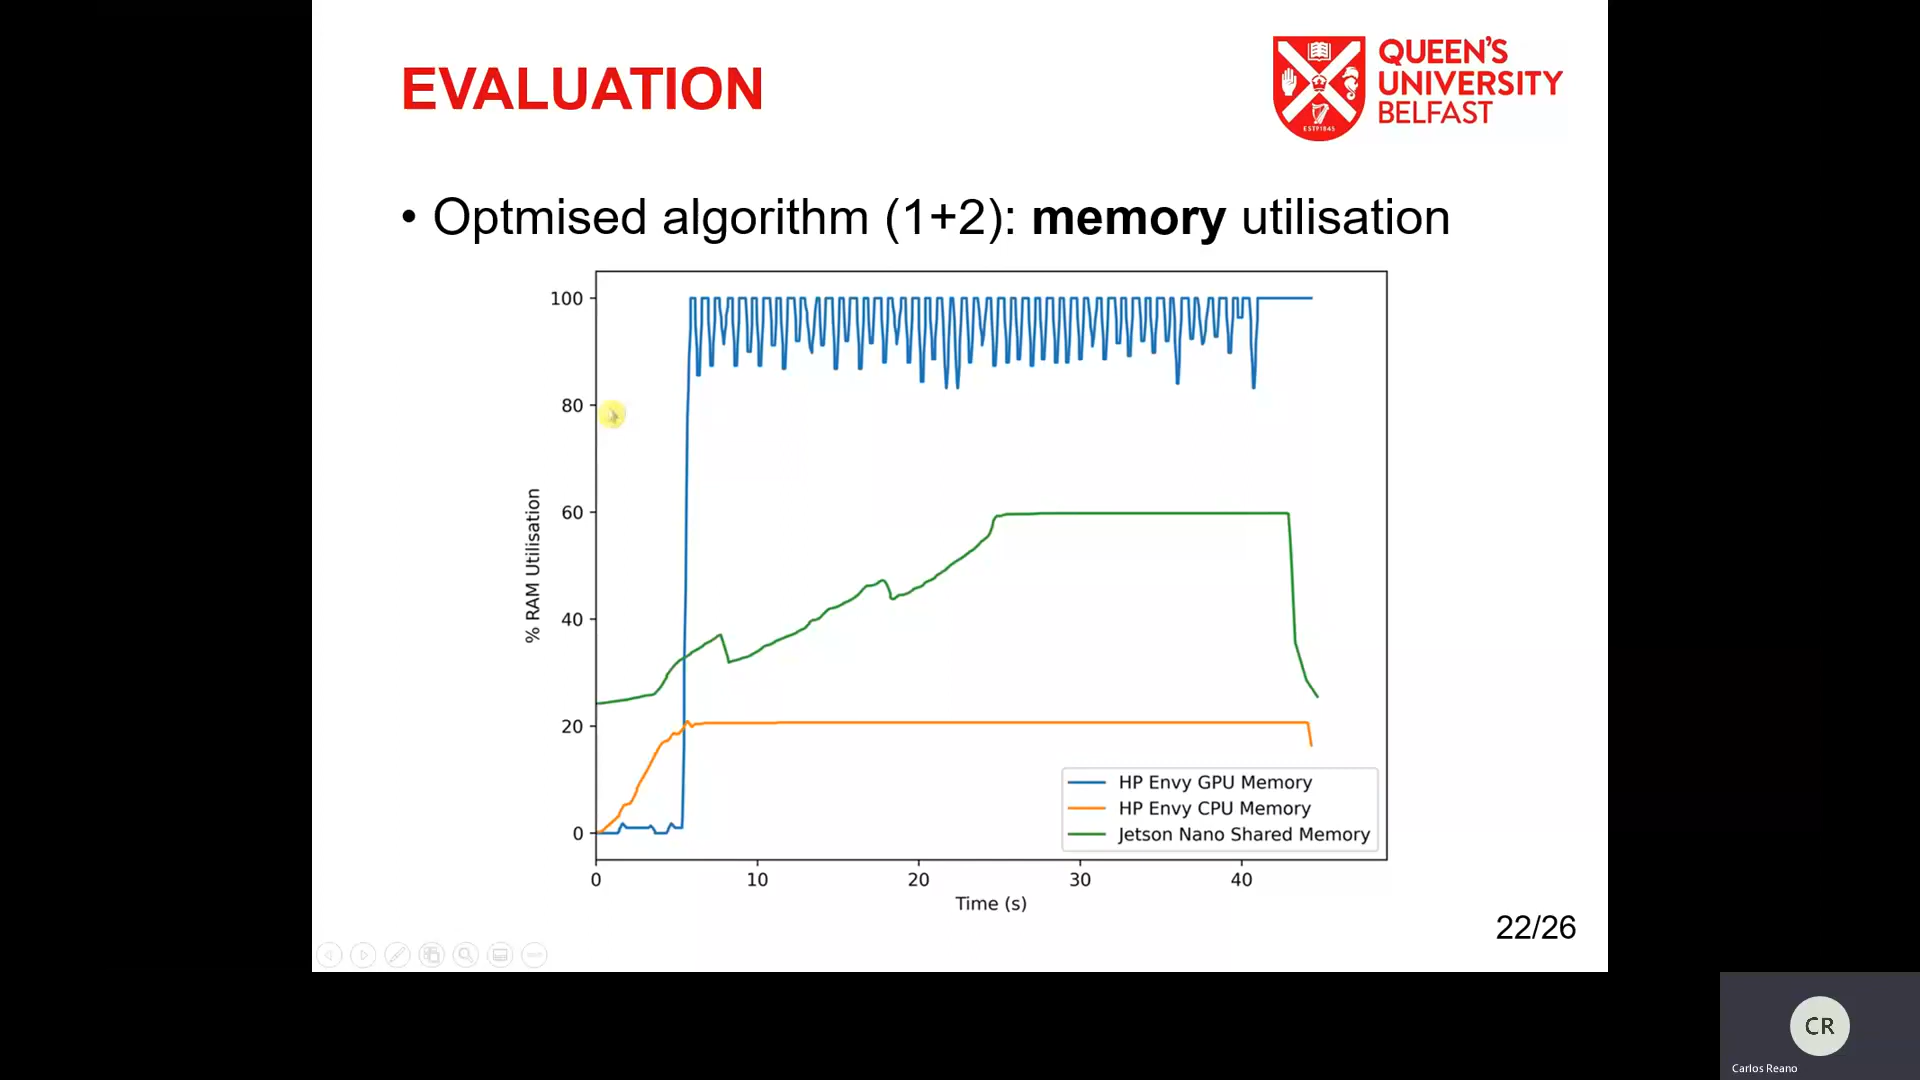 EVALUATION
QUEEN'S
UNIVERSITY
BELFAST
ESTD1845
• Optmised algorithm (1+2): memory utilisation
100
80
60
40
20
0
% RAM Utilisation
HP Envy GPU Memory
HP Envy CPU Memory
Jetson Nano Shared Memory
0 10 20 30 40
Time (s)
22/26
CR
Carlos Reano